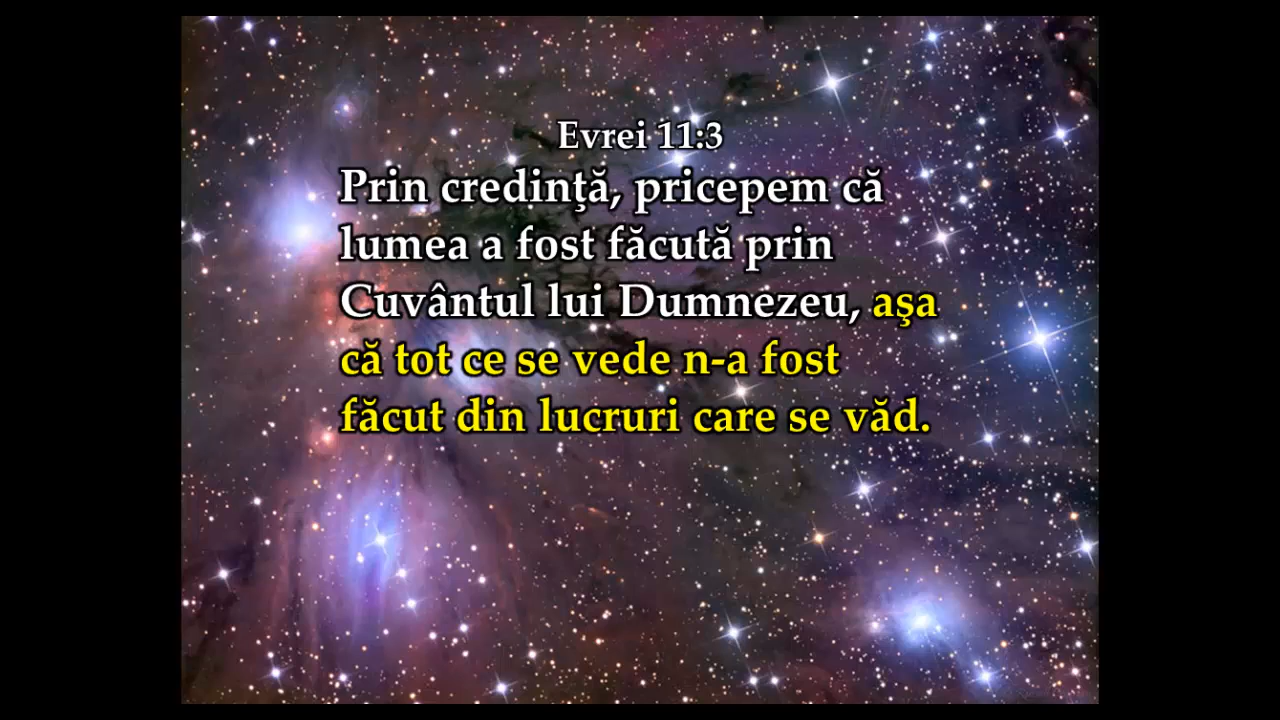 Evrei 11:3
Prin credinţă, pricepem că
lumea a fost făcută prin
Cuvântul lui Dumnezeu, aşa
că tot ce se vede n-a fost
făcut din lucruri care se văd.